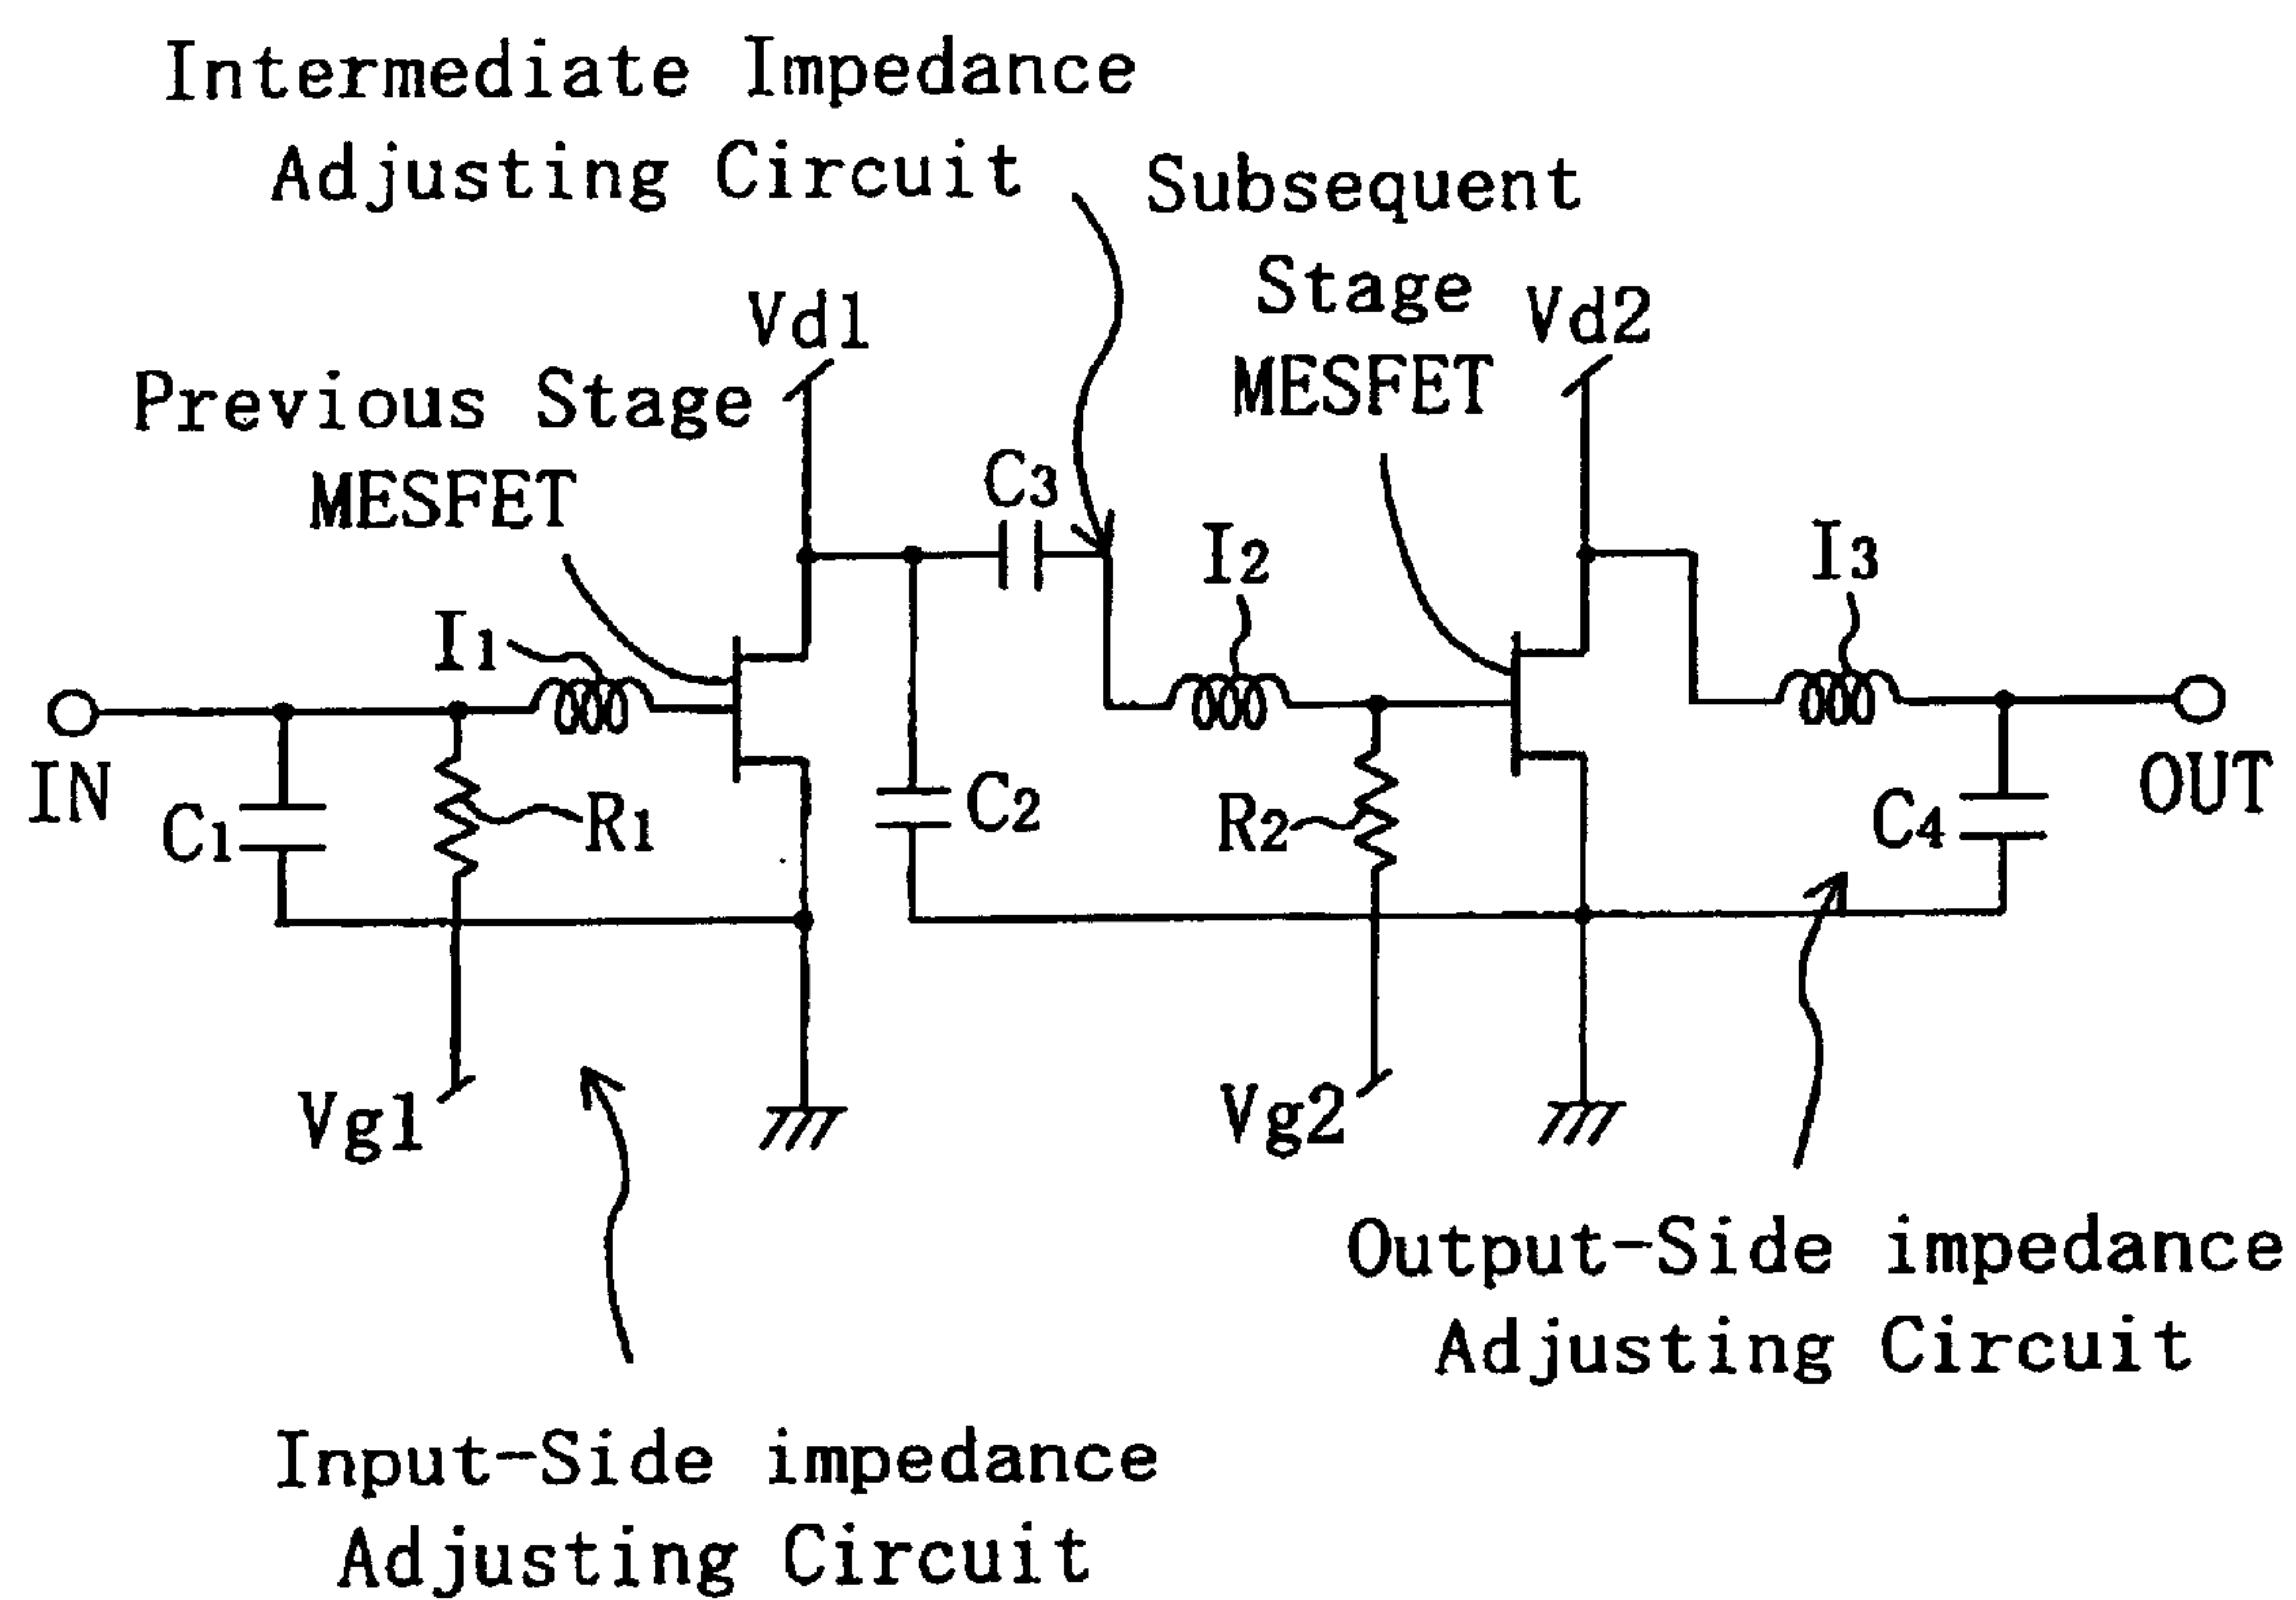 Intermediate Impedance
Adjusting Circuit
Subsequent
Stage
MESFET
Vd1
Vd2
Previous Stage
MESFET
C3
I2
I3
I1
IN
C1
R1
C2
R2
C4
OUT
Vg1
Vg2
Output-Side impedance
Adjusting Circuit
Input-Side impedance
Adjusting Circuit